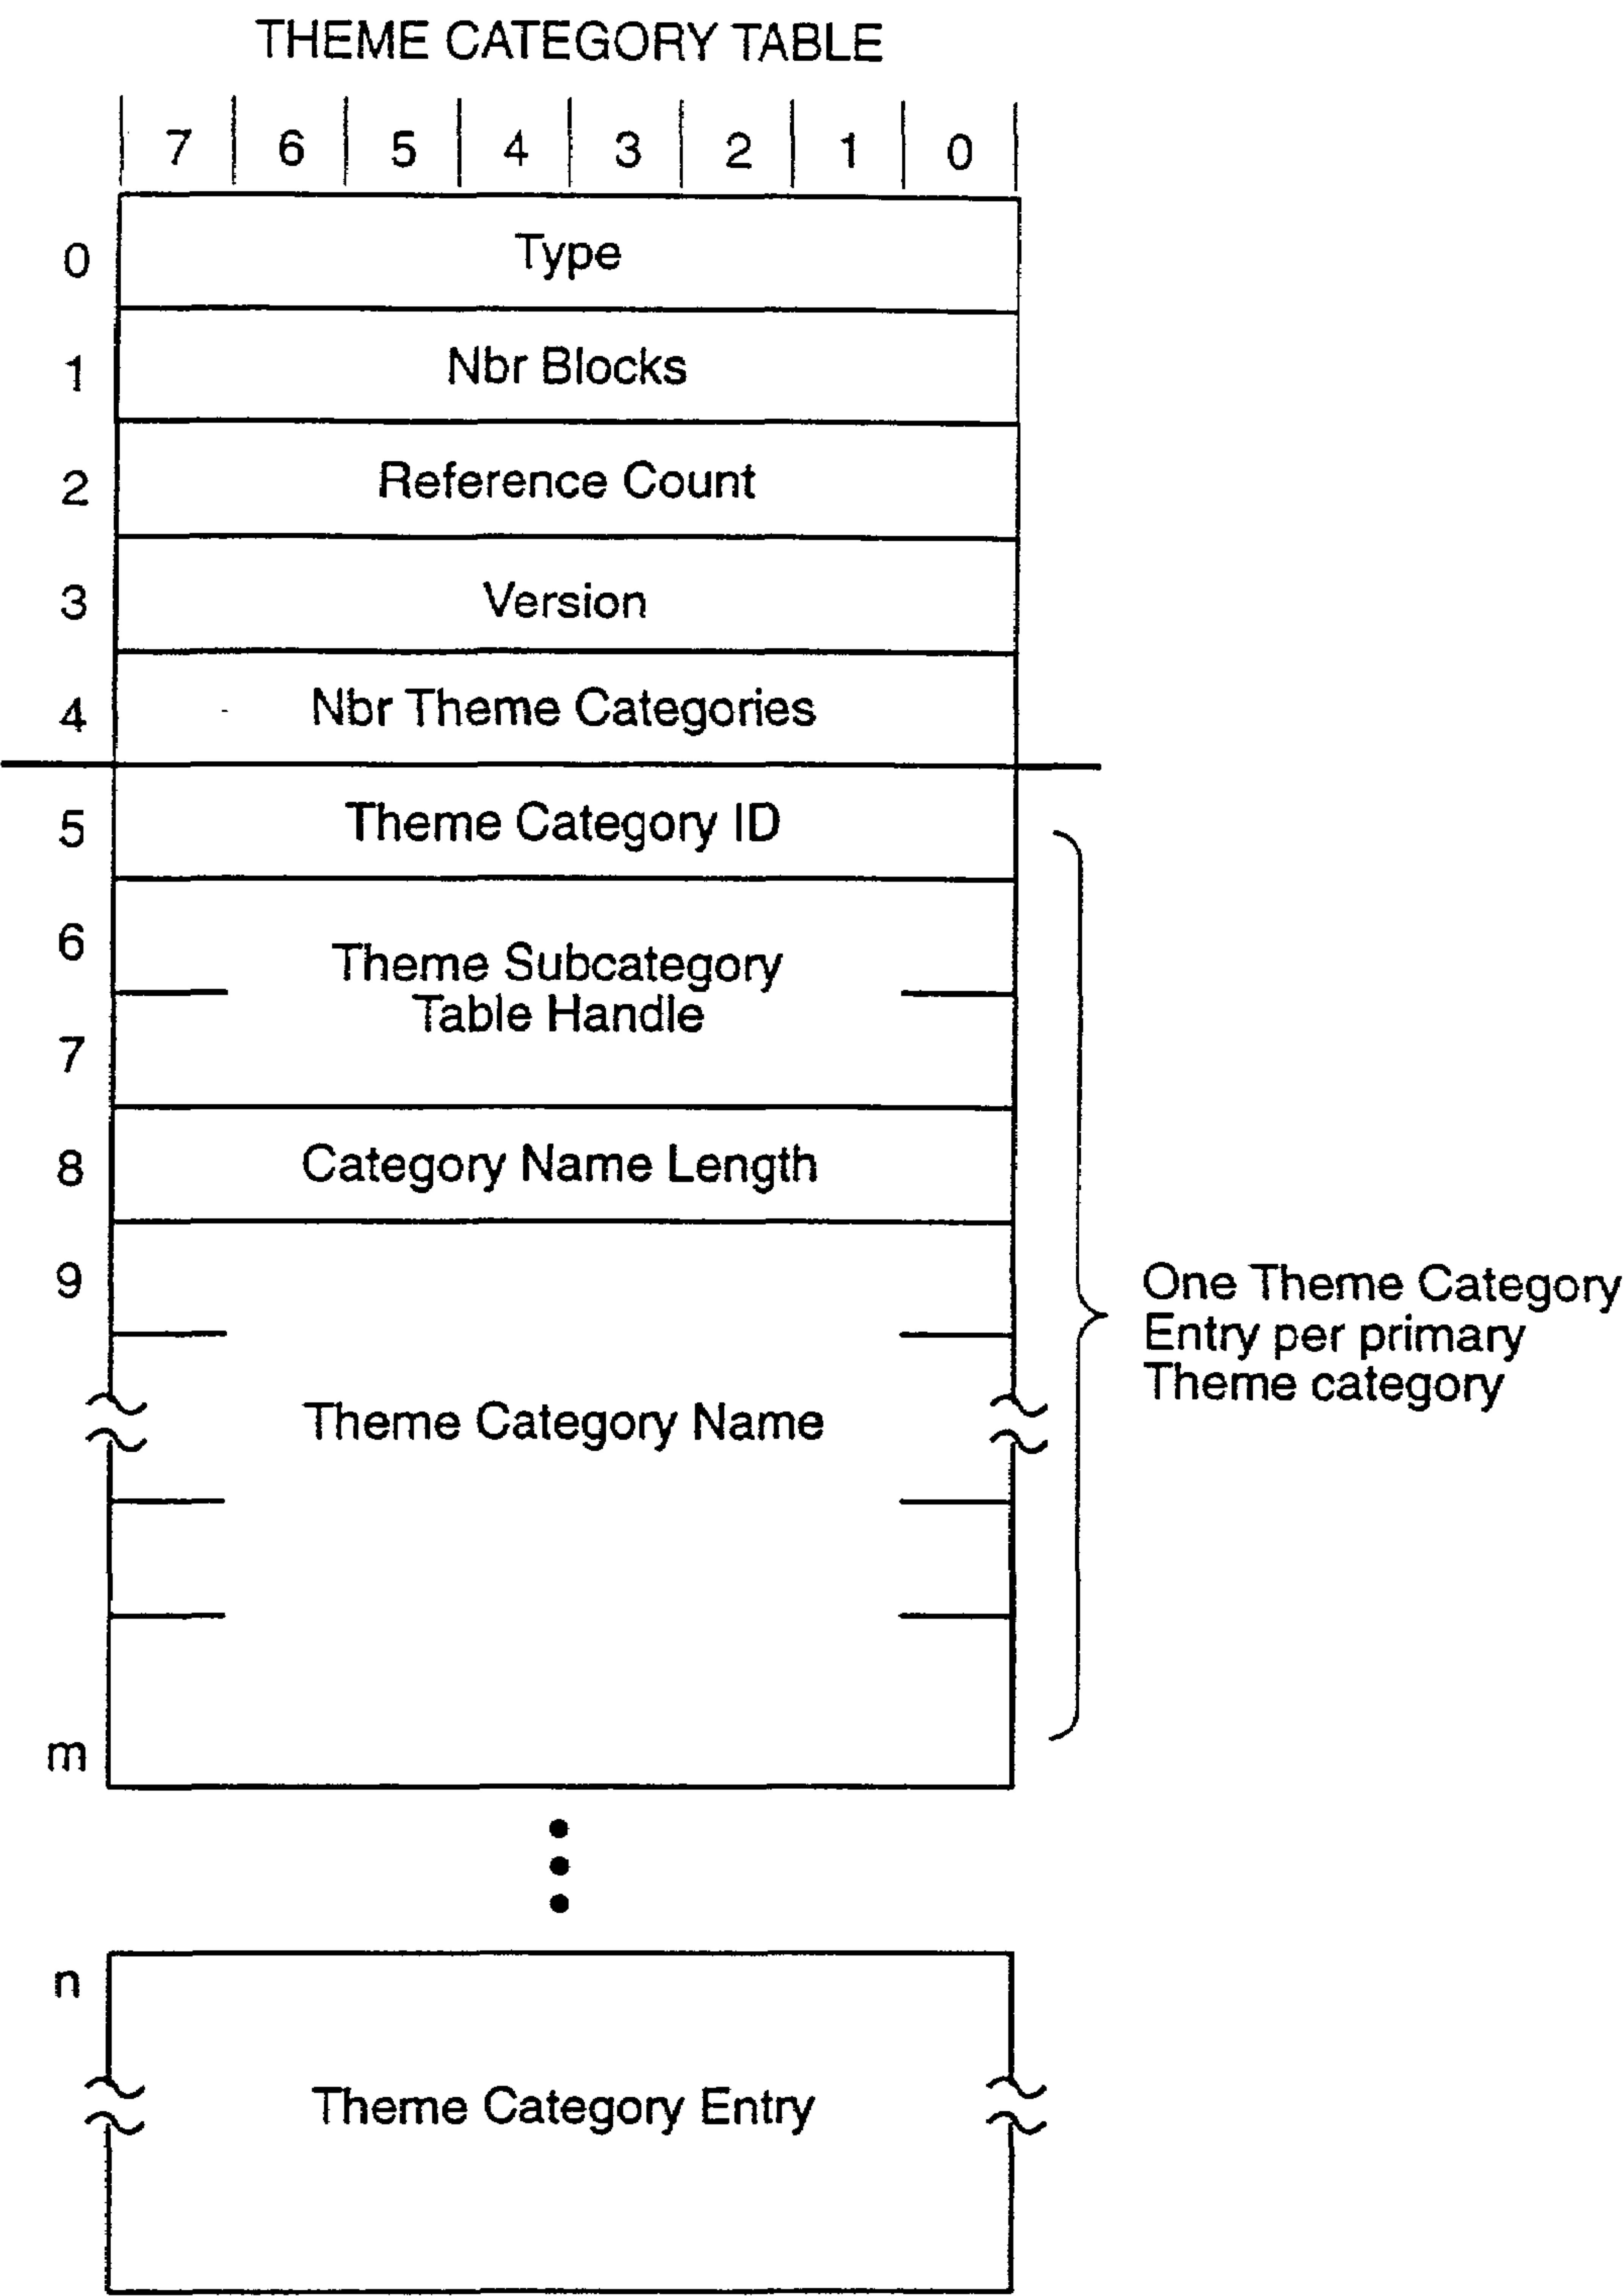 THEME CATEGORY TABLE
7 6 5 4 3 2 1 0
0 Type
1 Nbr Blocks
2 Reference Count
3 Version
4 Nbr Theme Categories
5 Theme Category ID
6
Theme Subcategory
Table Handle
7
8 Category Name Length
9
One Theme Category
Entry per primary
Theme category
Theme Category Name
m
n
Theme Category Entry